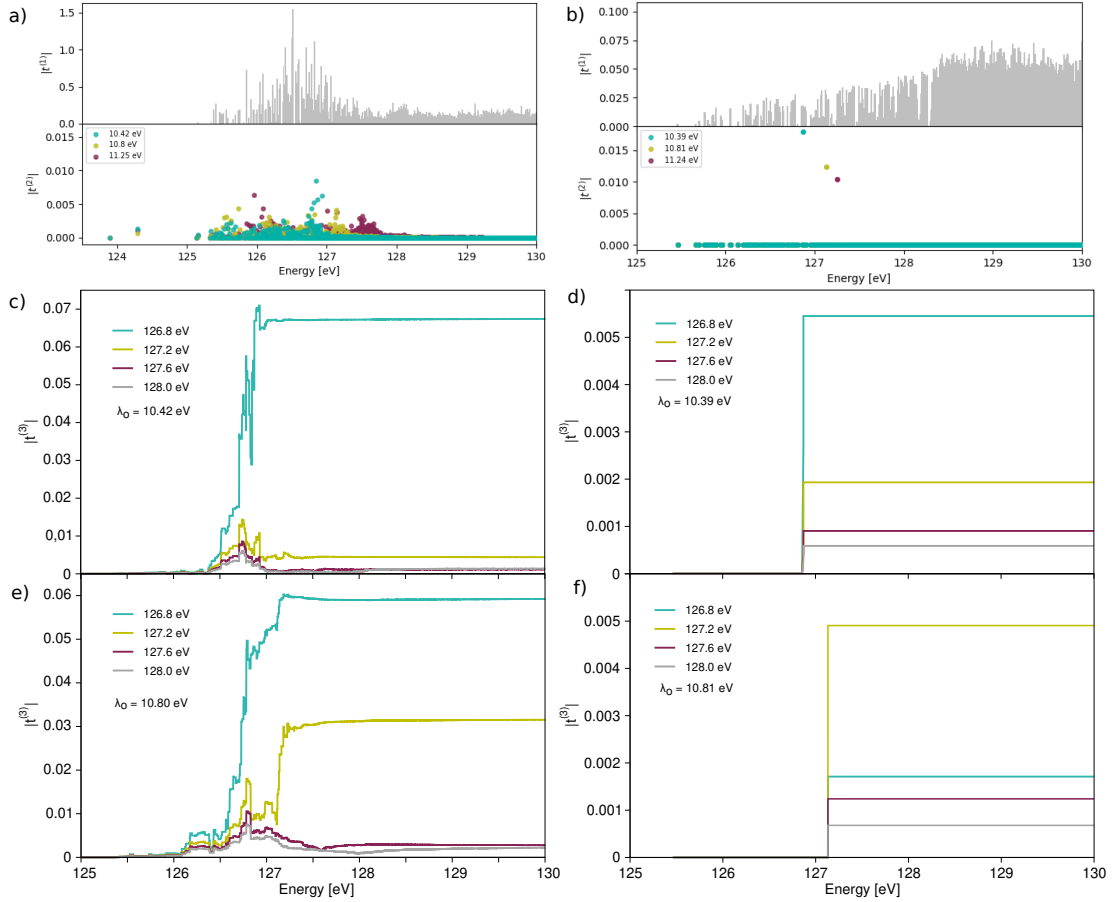 a)
|t⁽¹⁾|
1.5
1.0
0.5
0.0
|t⁽²⁾|
0.015
0.010
0.005
0.000
10.42 eV
10.8 eV
11.25 eV
124 125 126 127 128 129 130
Energy [eV]
b)
|t⁽¹⁾|
0.100
0.075
0.050
0.025
0.000
|t⁽²⁾|
0.015
0.010
0.005
0.000
10.39 eV
10.81 eV
11.24 eV
125 126 127 128 129 130
Energy [eV]
c)
|t⁽³⁾|
0.07
0.06
0.05
0.04
0.03
0.02
0.01
0
126.8 eV
127.2 eV
127.6 eV
128.0 eV
λₒ = 10.42 eV
d)
|t⁽³⁾|
0.005
0.004
0.003
0.002
0.001
0
126.8 eV
127.2 eV
127.6 eV
128.0 eV
λₒ = 10.39 eV
e)
|t⁽³⁾|
0.06
0.05
0.04
0.03
0.02
0.01
0
126.8 eV
127.2 eV
127.6 eV
128.0 eV
λₒ = 10.80 eV
125 126 127 128 129 130
Energy [eV]
f)
|t⁽³⁾|
0.005
0.004
0.003
0.002
0.001
0
126.8 eV
127.2 eV
127.6 eV
128.0 eV
λₒ = 10.81 eV
125 126 127 128 129 130
Energy [eV]